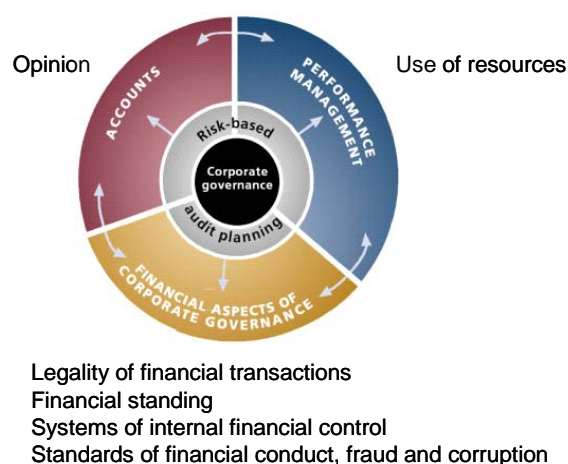 Opinion
Use of resources
ACCOUNTS
PERFORMANCE
MANAGEMENT
Risk-based
Corporate
governance
audit planning
FINANCIAL ASPECTS OF
CORPORATE GOVERNANCE
Legality of financial transactions
Financial standing
Systems of internal financial control
Standards of financial conduct, fraud and corruption